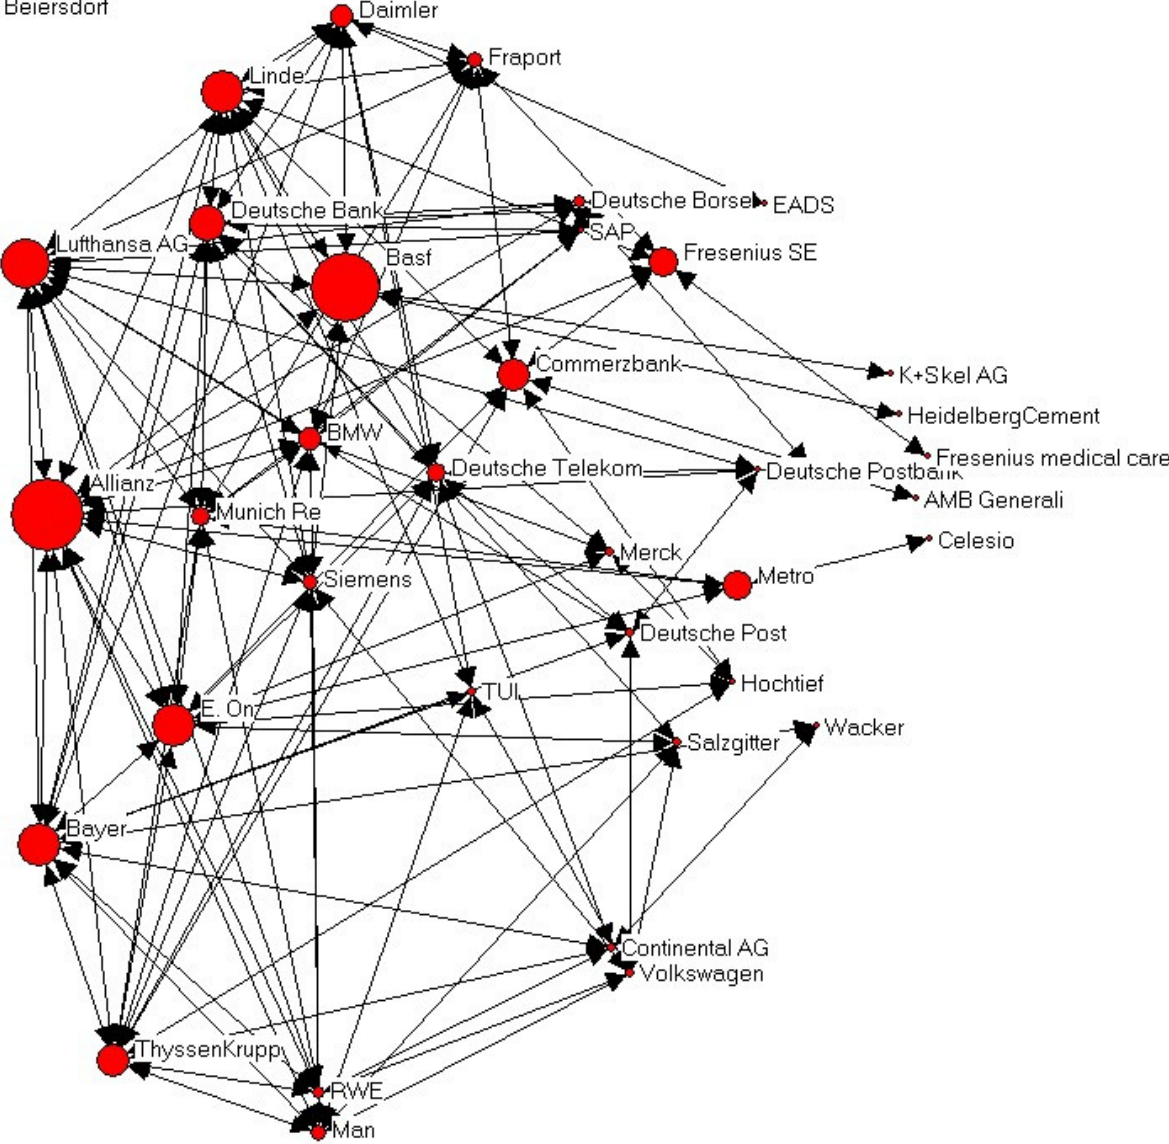 Beiersdorf
Daimler
Fraport
Linde
Deutsche Borse
EADS
Deutsche Bank
SAP
Lufthansa AG
Fresenius SE
Basf
Commerzbank
K+Skel AG
HeidelbergCement
BMW
Fresenius medical care
Deutsche Telekom
Deutsche Postbank
Allianz
AMB Generali
Munich Re
Celesio
Merck
Siemens
Metro
Deutsche Post
TUI
Hochtief
E. On
Wacker
Salzgitter
Bayer
Continental AG
Volkswagen
ThyssenKrupp
RWE
Man